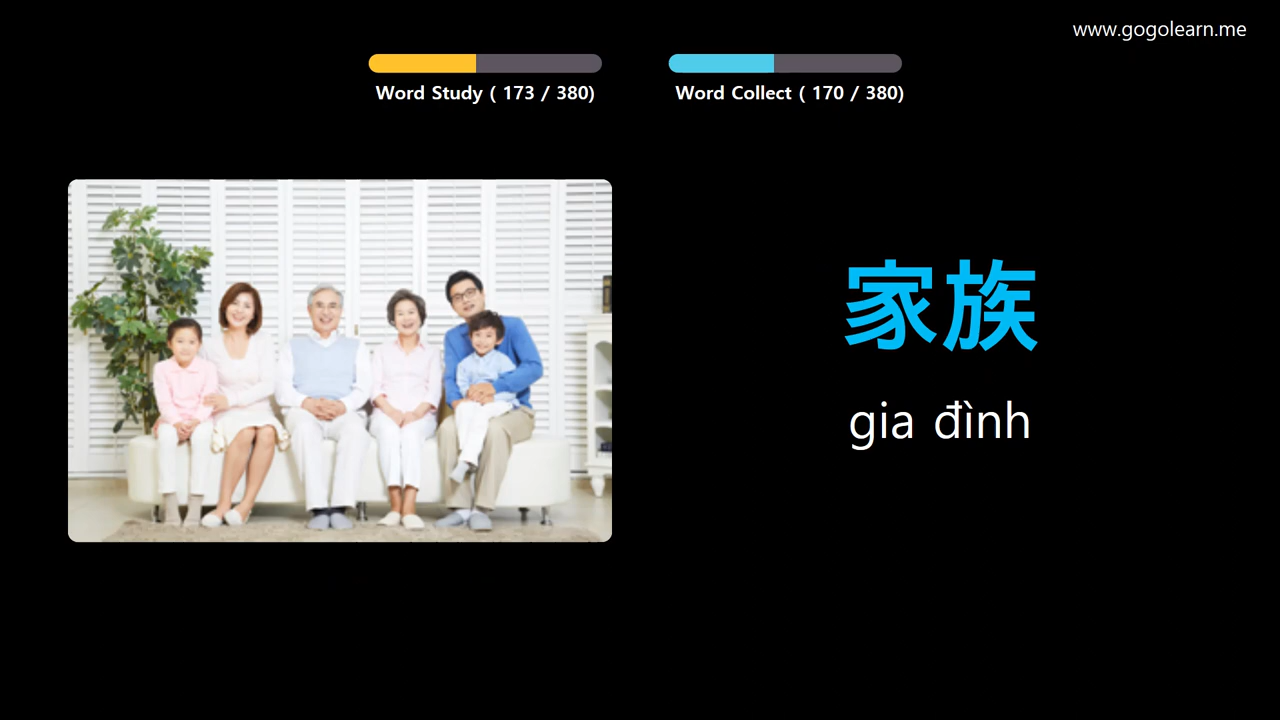 www.gogolearn.me
Word Study ( 173 / 380)
Word Collect ( 170 / 380)
家族
gia đình